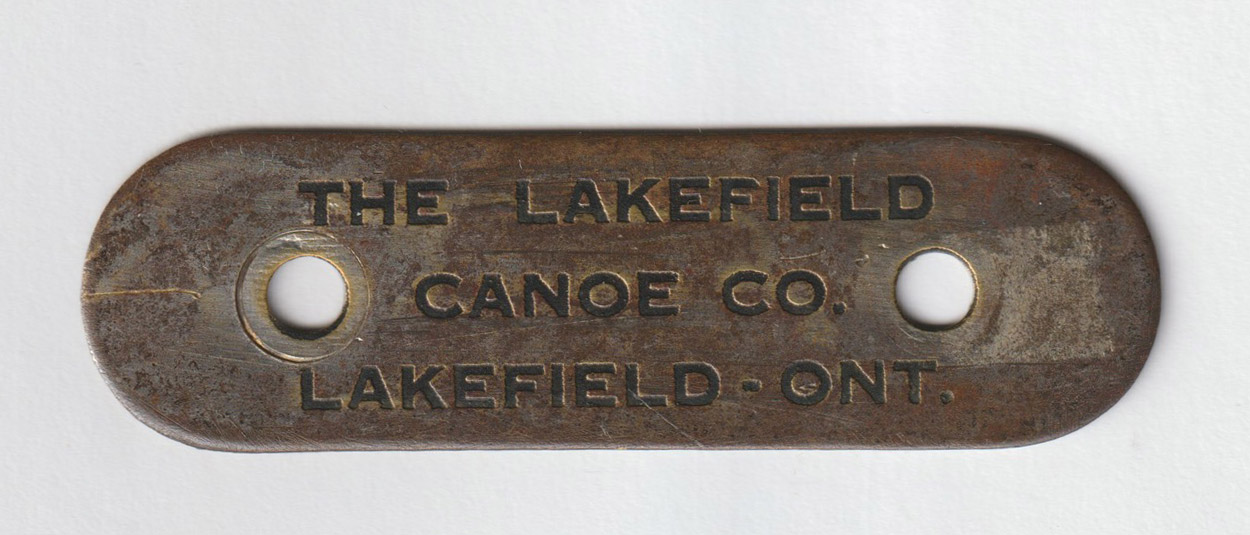 THE LAKEFIELD
CANOE CO.
LAKEFIELD - ONT.